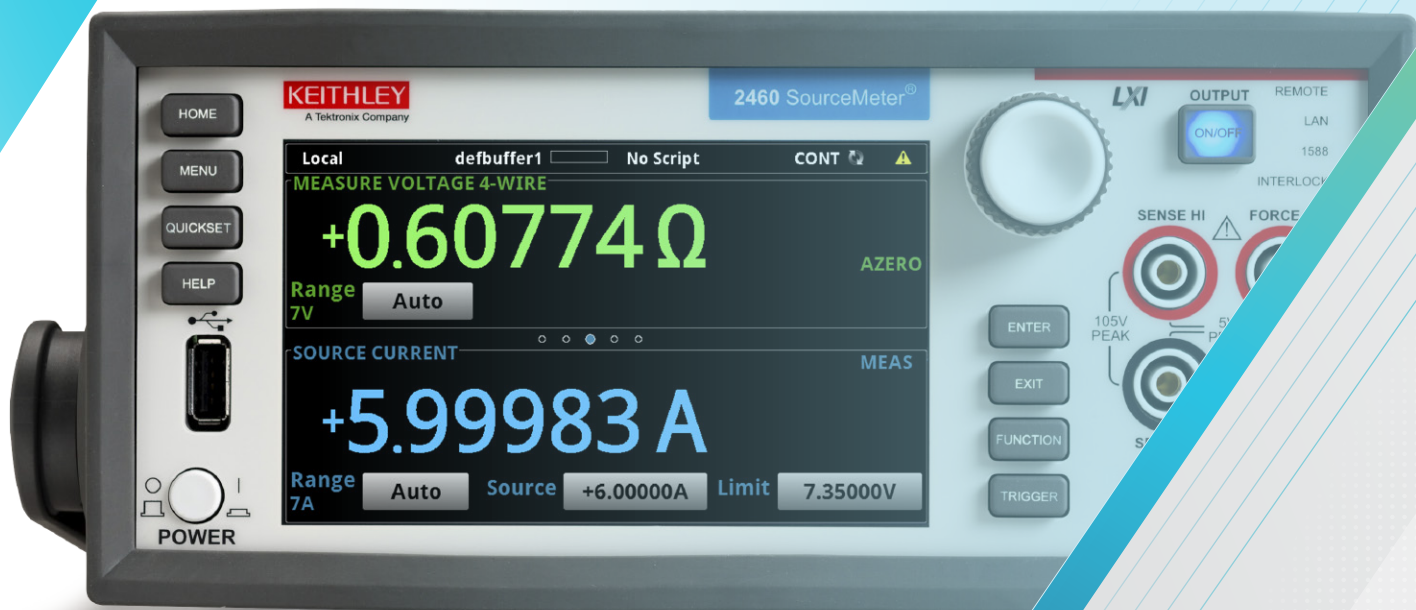 HOME
MENU
QUICKSET
HELP
POWER
KEITHLEY
A Tektronix Company
2460 SourceMeter®
Local defbuffer1 No Script CONT
MEASURE VOLTAGE 4-WIRE
+0.60774 Ω
AZERO
Range Auto
7V
SOURCE CURRENT
MEAS
+5.99983 A
Range Auto Source +6.00000A Limit 7.35000V
7A
LXI
OUTPUT
ON/OFF
REMOTE
LAN
1588
INTERLOCK
SENSE HI
FORCE
105V
PEAK
ENTER
EXIT
FUNCTION
TRIGGER